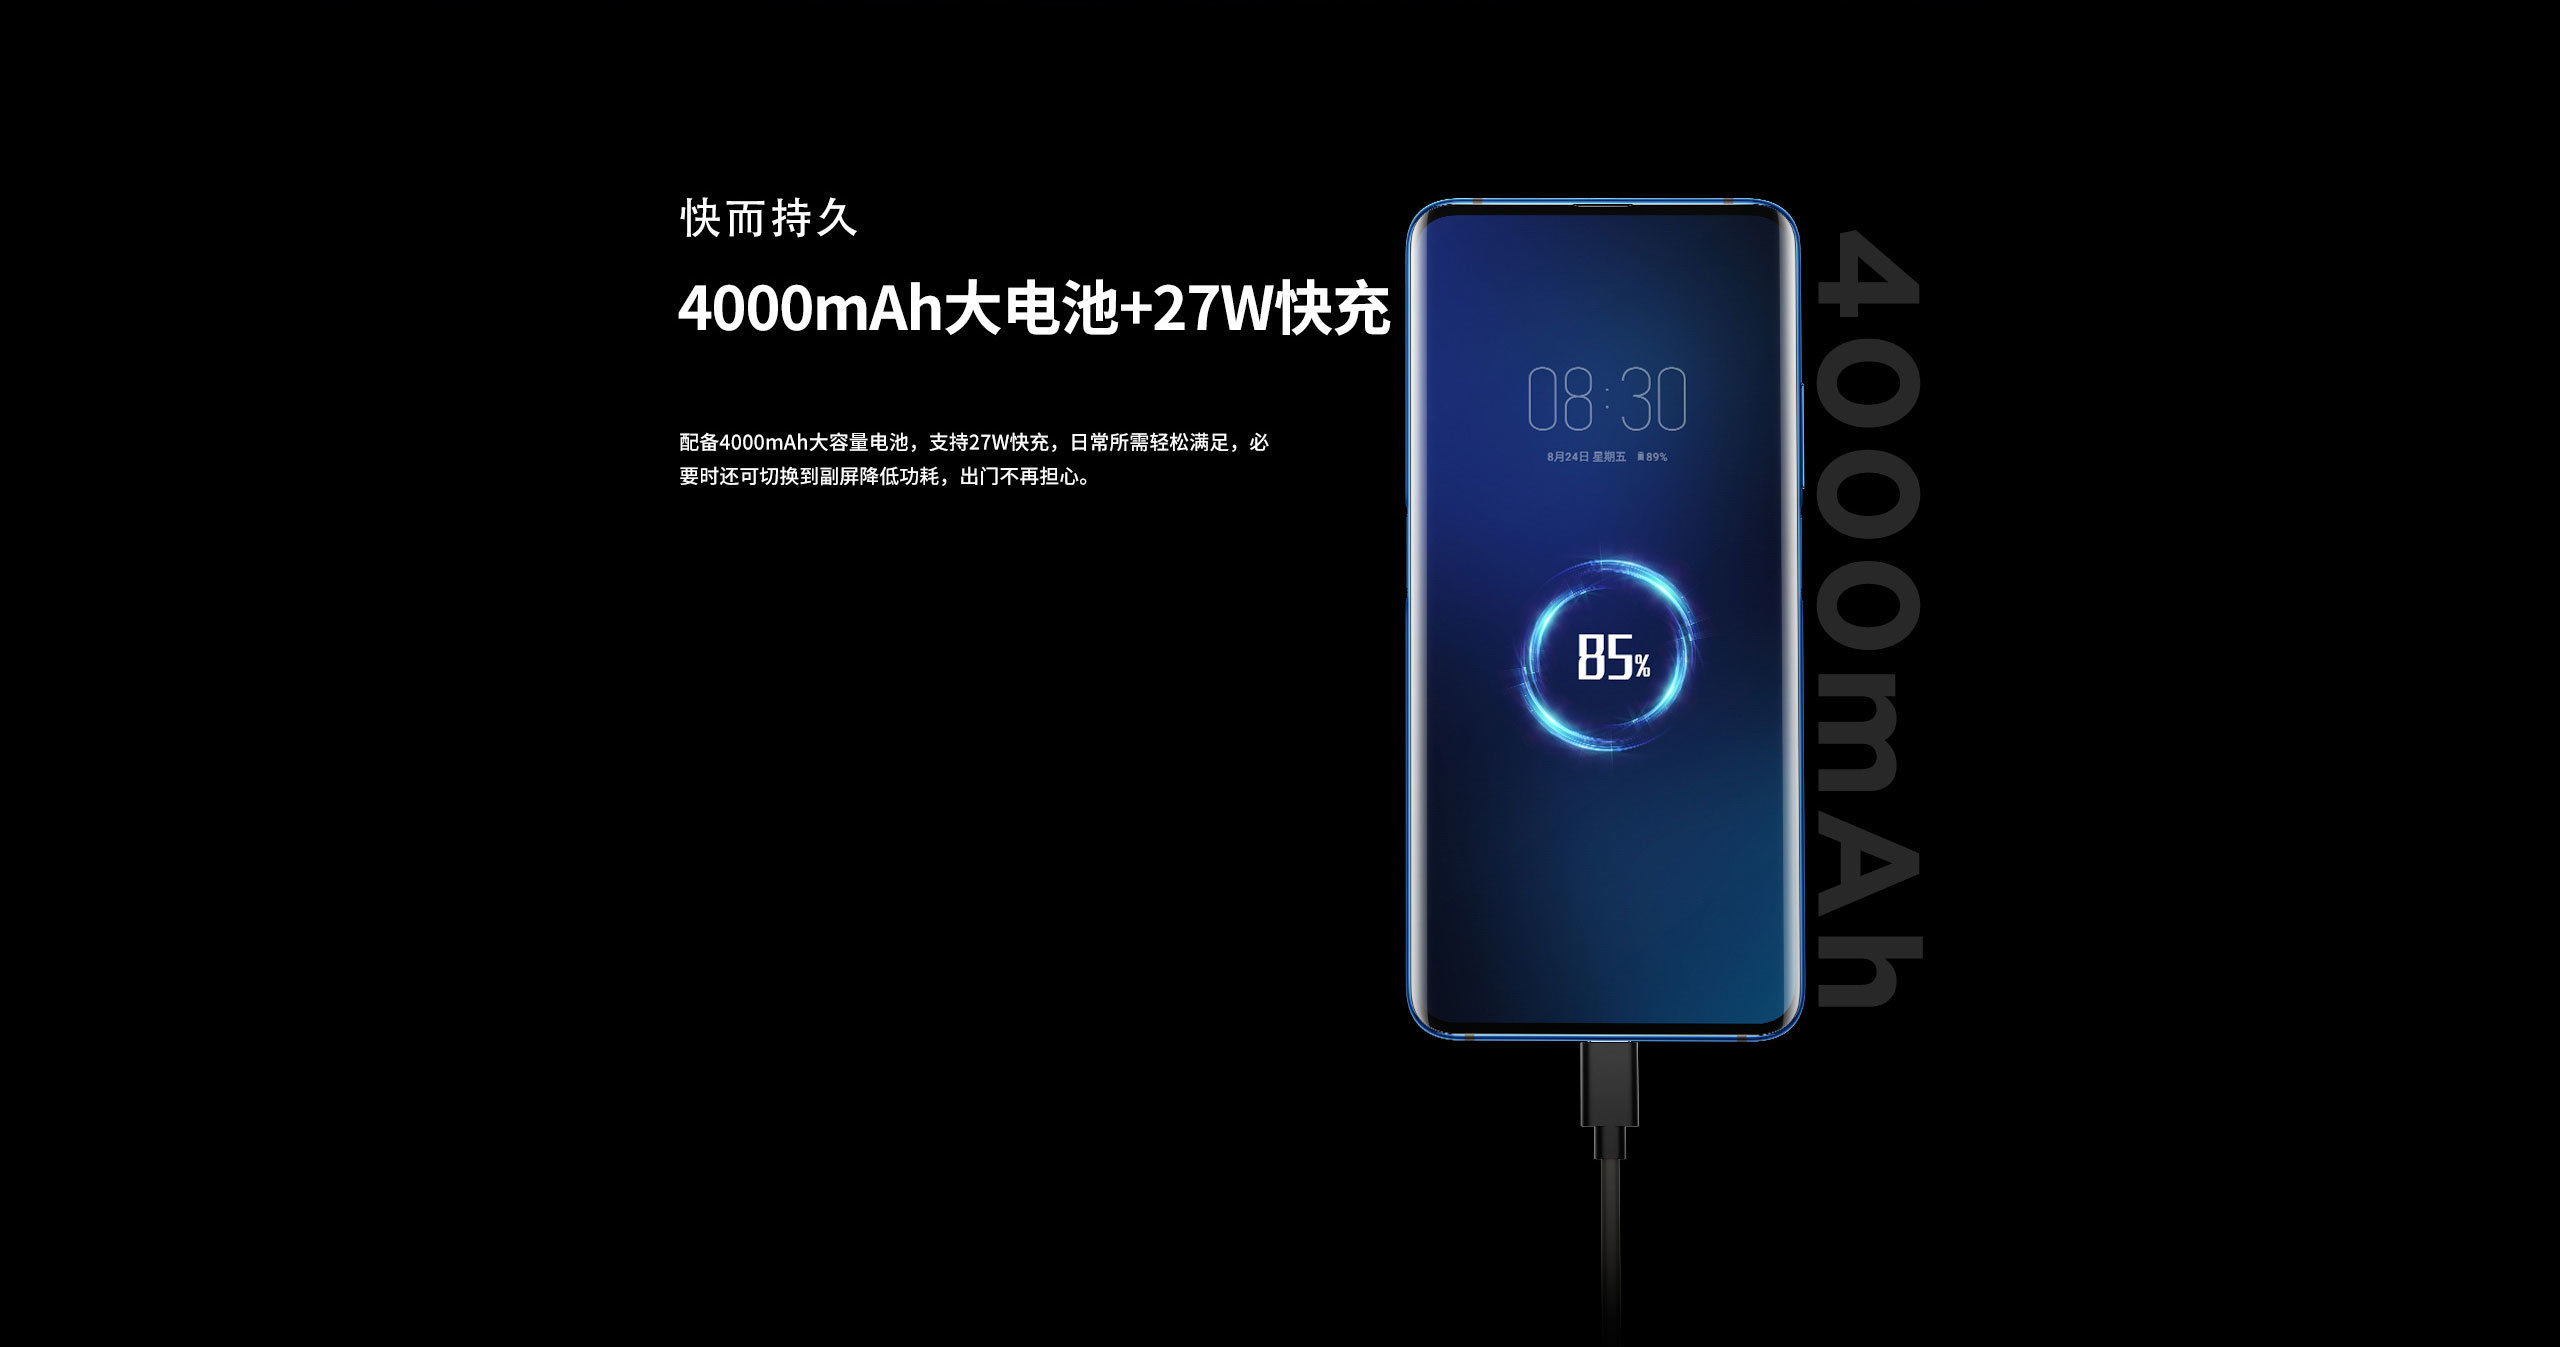 快而持久
4000mAh大电池+27W快充
配备4000mAh大容量电池，支持27W快充，日常所需轻松满足，必
要时还可切换到副屏降低功耗，出门不再担心。
08:30
8月24日 星期五 89%
85%
4000mAh